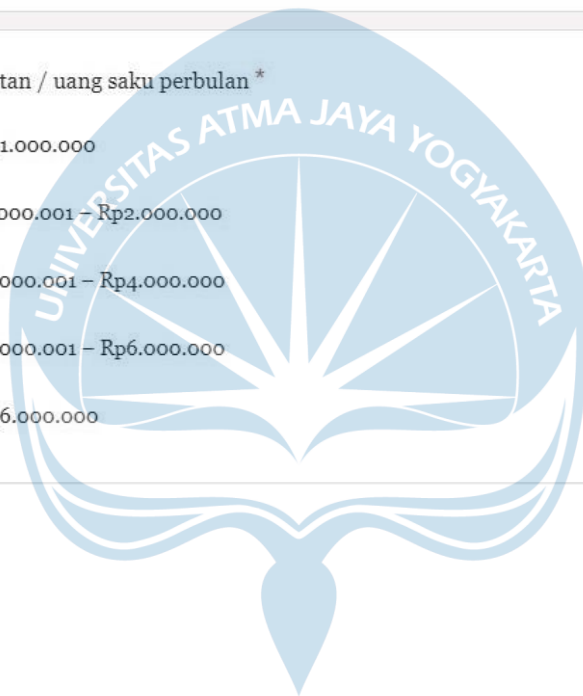 tan / uang saku perbulan *
UNIVERSITAS ATMA JAYA YOGYAKARTA
1.000.000
000.001 – Rp2.000.000
000.001 – Rp4.000.000
000.001 – Rp6.000.000
6.000.000